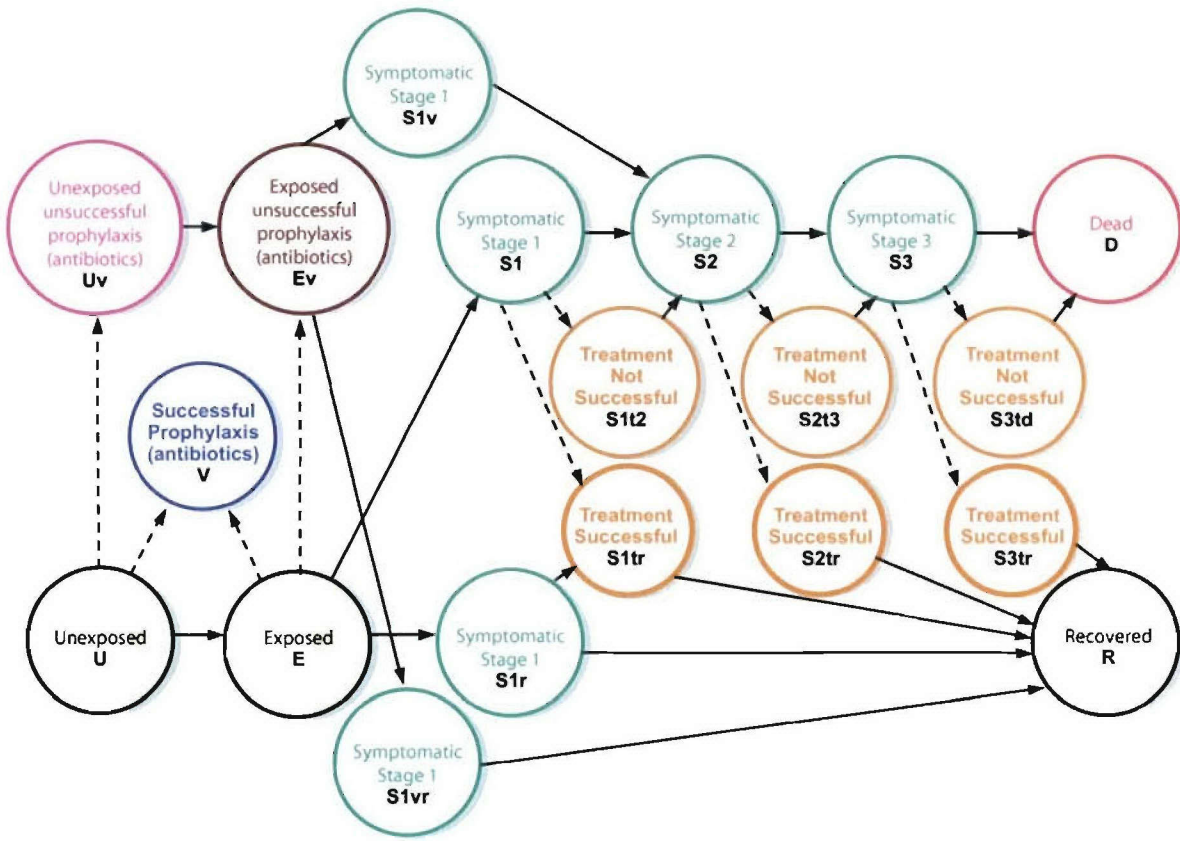 Symptomatic
Stage 1
S1v
Unexposed
unsuccessful
prophylaxis
(antibiotics)
Uv
Exposed
unsuccessful
prophylaxis
(antibiotics)
Ev
Symptomatic
Stage 1
S1
Symptomatic
Stage 2
S2
Symptomatic
Stage 3
S3
Dead
D
Treatment
Not
Successful
S1t2
Treatment
Not
Successful
S2t3
Treatment
Not
Successful
S3td
Successful
Prophylaxis
(antibiotics)
V
Treatment
Successful
S1tr
Treatment
Successful
S2tr
Treatment
Successful
S3tr
Unexposed
U
Exposed
E
Symptomatic
Stage 1
S1r
Recovered
R
Symptomatic
Stage 1
S1vr